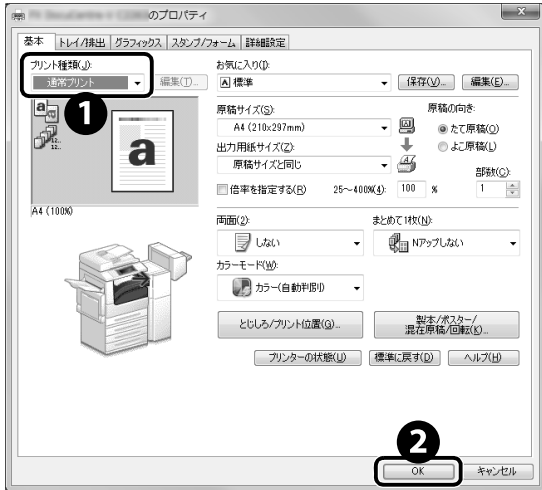 のプロパティ
基本 トレイ/排出 グラフィックス スタンプ/フォーム 詳細設定
プリント種類(J):
通常プリント 編集(T)...
お気に入り(I):
標準 保存(V)... 編集(E)...
1
a
12..
12..
a
A4 (100%)
原稿サイズ(S):
A4 (210x297mm)
原稿の向き:
たて原稿(O)
よこ原稿(L)
出力用紙サイズ(Z):
原稿サイズと同じ
部数(C):
倍率を指定する(R) 25~400%(4): 100 % 1
両面(2):
しない
まとめて1枚(N):
Nアップしない
カラーモード(W):
カラー(自動判別)
とじしろ/プリント位置(G)...
製本/ポスター/
混在原稿/回転(K)...
プリンターの状態(U) 標準に戻す(D) ヘルプ(H)
2
OK キャンセル